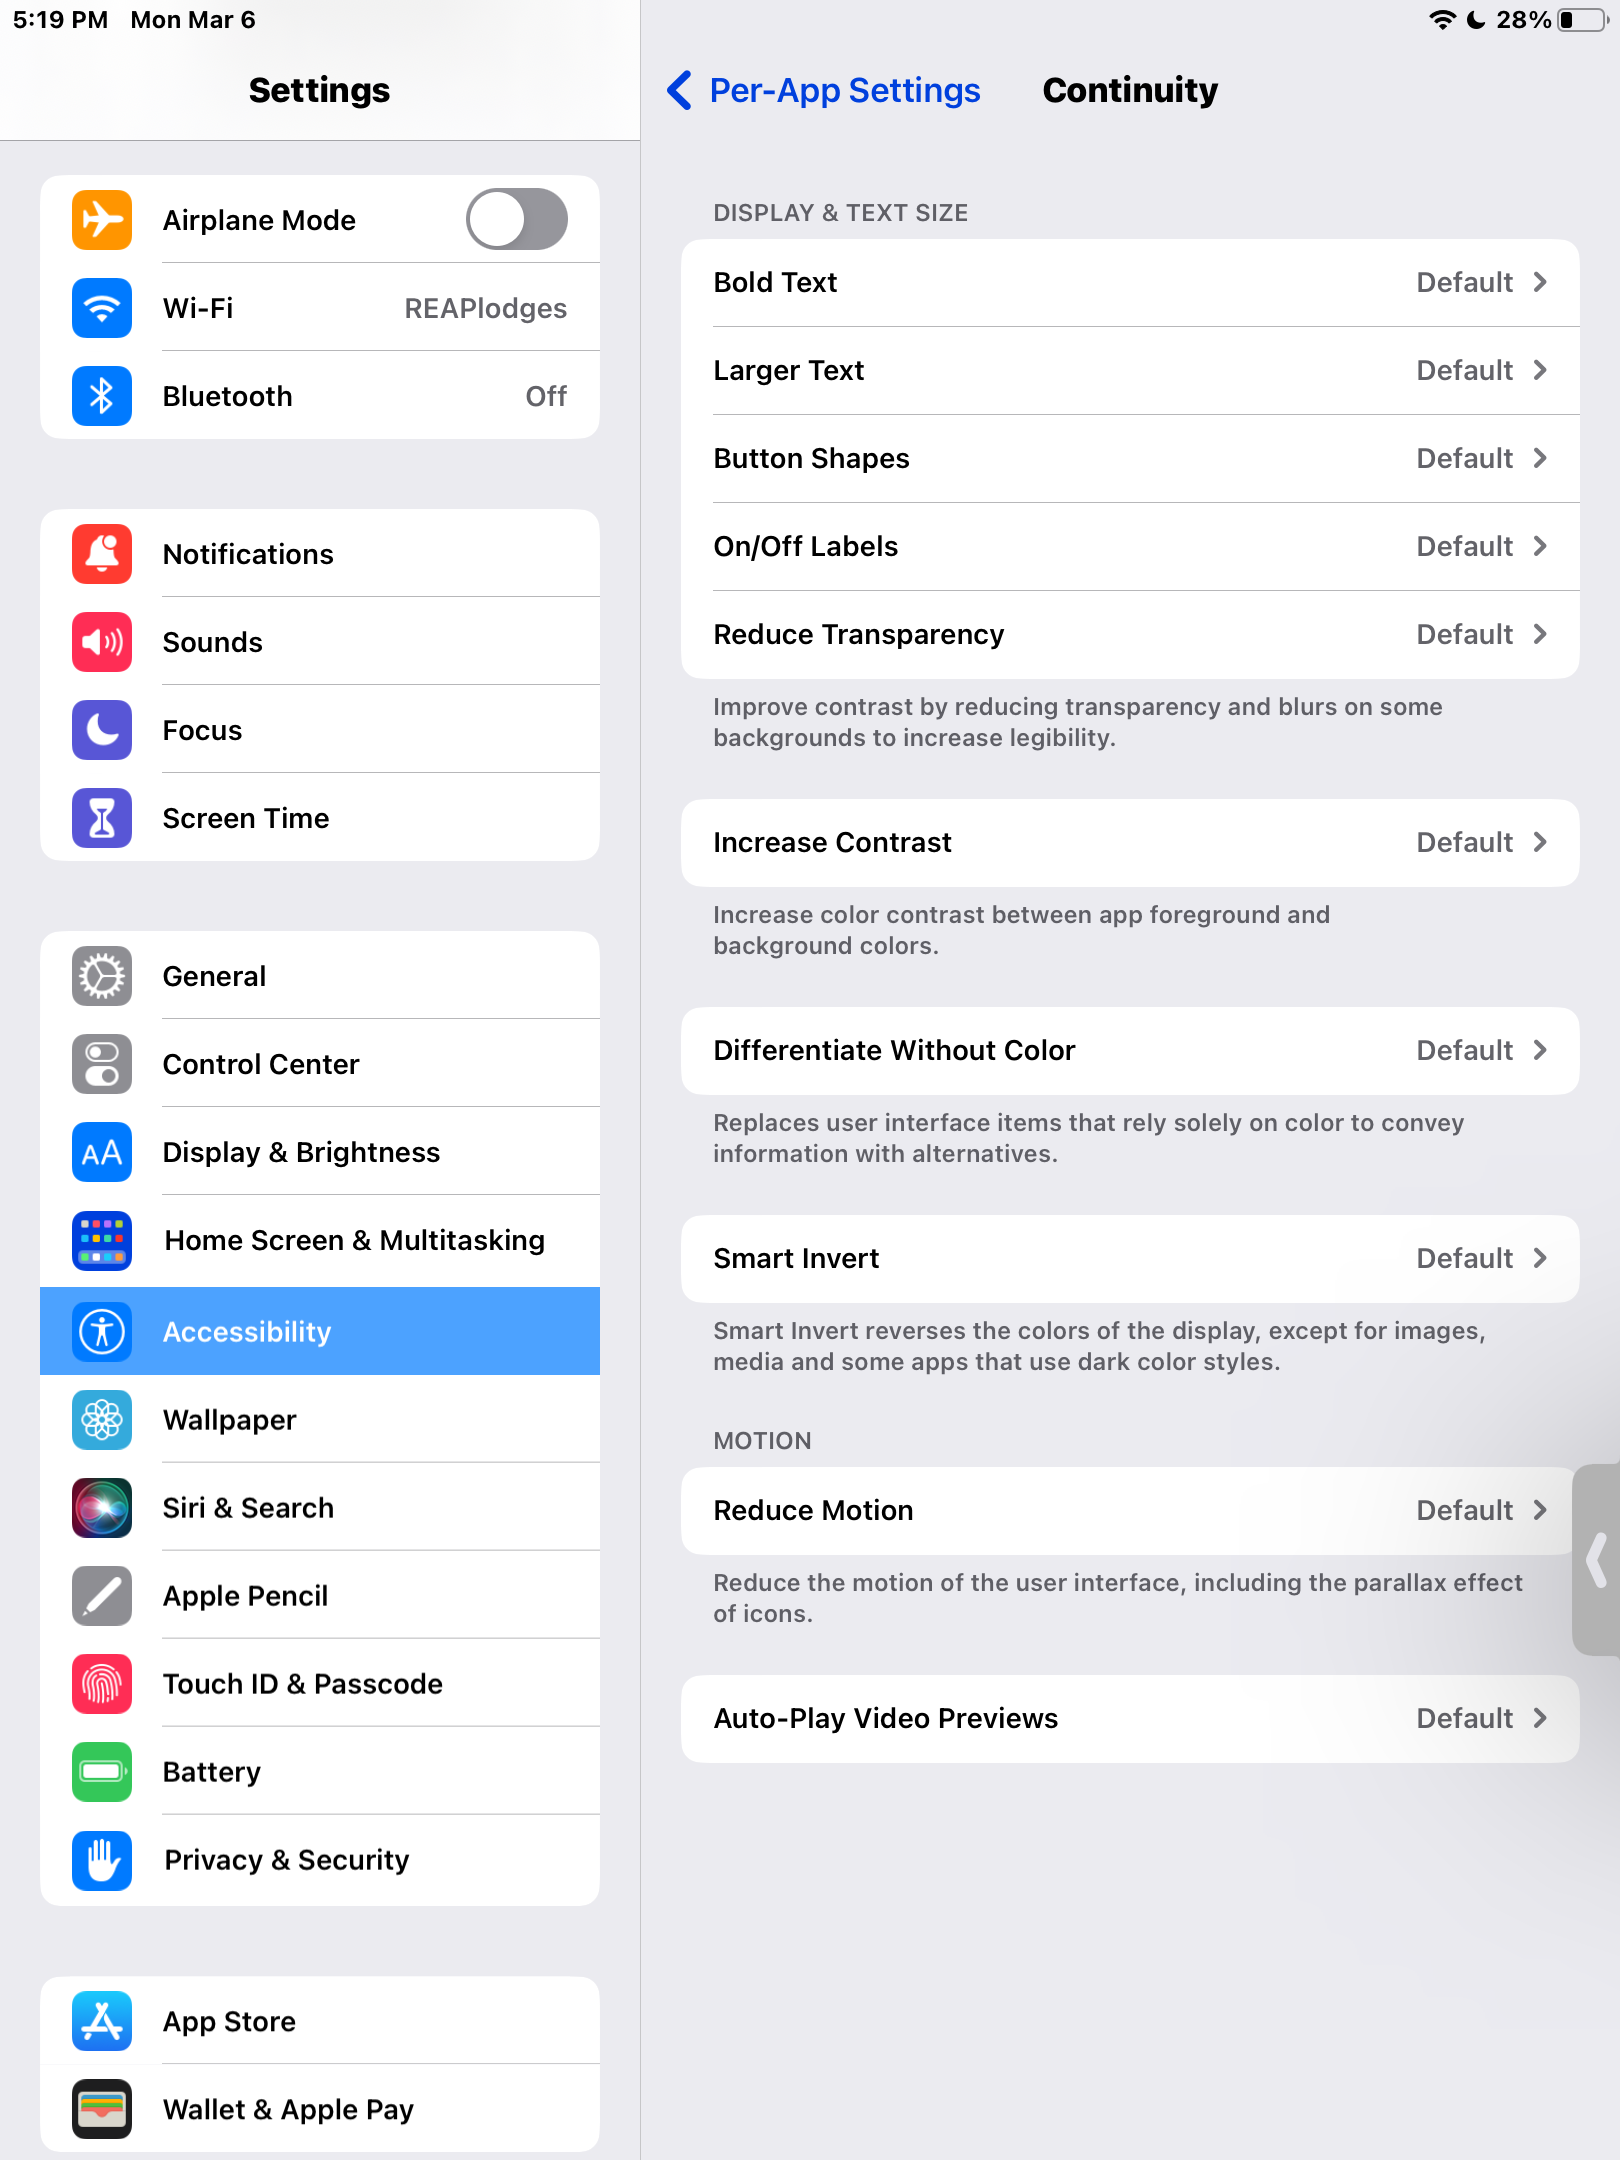 5:19 PM Mon Mar 6
28%
Settings
Airplane Mode
Wi-Fi REAPlodges
Bluetooth Off
Notifications
Sounds
Focus
Screen Time
General
Control Center
AA Display & Brightness
Home Screen & Multitasking
Accessibility
Wallpaper
Siri & Search
Apple Pencil
Touch ID & Passcode
Battery
Privacy & Security
App Store
Wallet & Apple Pay
Per-App Settings Continuity
DISPLAY & TEXT SIZE
Bold Text Default
Larger Text Default
Button Shapes Default
On/Off Labels Default
Reduce Transparency Default
Improve contrast by reducing transparency and blurs on some
backgrounds to increase legibility.
Increase Contrast Default
Increase color contrast between app foreground and
background colors.
Differentiate Without Color Default
Replaces user interface items that rely solely on color to convey
information with alternatives.
Smart Invert Default
Smart Invert reverses the colors of the display, except for images,
media and some apps that use dark color styles.
MOTION
Reduce Motion Default
Reduce the motion of the user interface, including the parallax effect
of icons.
Auto-Play Video Previews Default